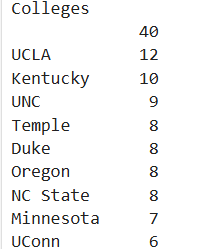 Colleges
40
UCLA 12
Kentucky 10
UNC 9
Temple 8
Duke 8
Oregon 8
NC State 8
Minnesota 7
UConn 6